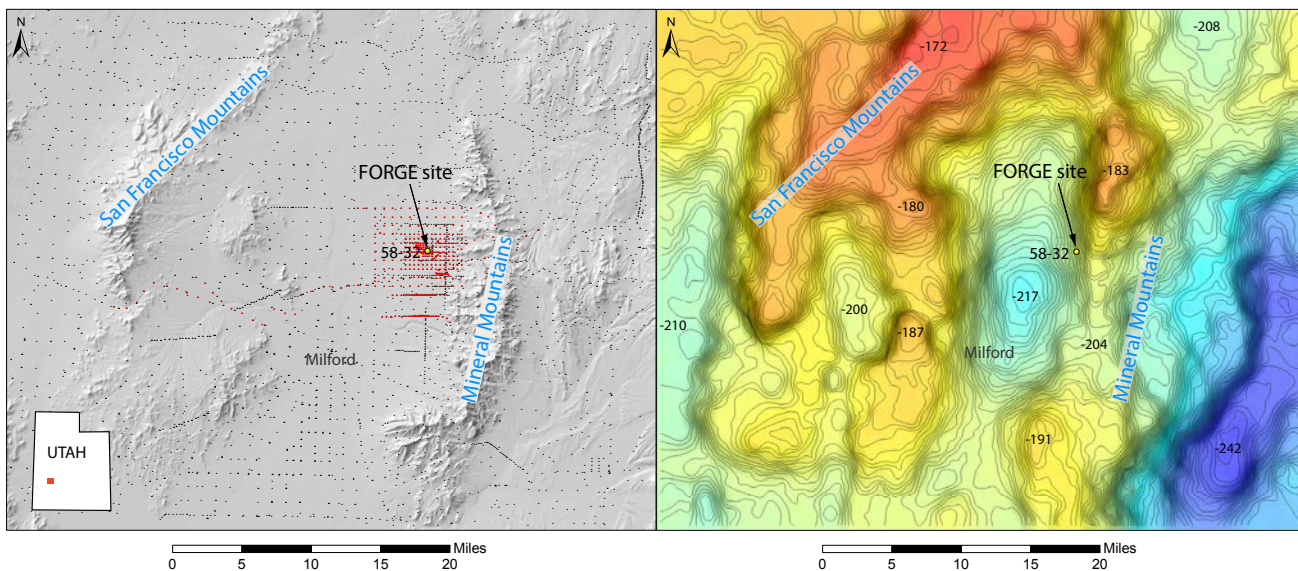 N
San Francisco Mountains
FORGE site
58-32
Mineral Mountains
Milford
UTAH
0 5 10 15 20 Miles
N
-208
-172
San Francisco Mountains
FORGE site
-183
-180
58-32
-217
-200
-210
-187
Milford
-204
Mineral Mountains
-191
-242
0 5 10 15 20 Miles